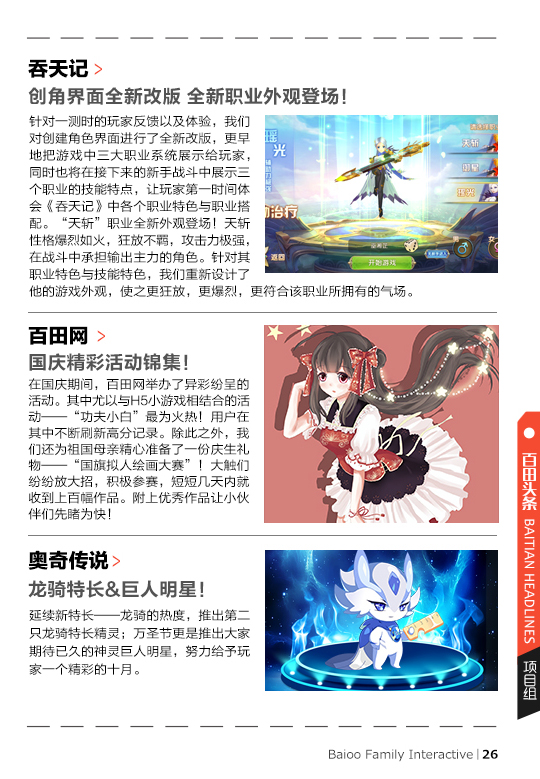 吞天记 >
创角界面全新改版 全新职业外观登场！
针对一测时的玩家反馈以及体验，我们
对创建角色界面进行了全新改版，更早
地把游戏中三大职业系统展示给玩家，
同时也将在接下来的新手战斗中展示三
个职业的技能特点，让玩家第一时间体
会《吞天记》中各个职业特色与职业搭
配。“天斩”职业全新外观登场！天斩
性格爆烈如火，狂放不羁，攻击力极强，
在战斗中承担输出主力的角色。针对其
职业特色与技能特色，我们重新设计了
他的游戏外观，使之更狂放，更爆烈，更符合该职业所拥有的气场。
瑶光
天斩
瑶光
治疗
返回
开始游戏
百田网 >
国庆精彩活动锦集！
在国庆期间，百田网举办了异彩纷呈的
活动。其中尤以与H5小游戏相结合的活
动——“功夫小白”最为火热！用户在
其中不断刷新高分记录。除此之外，我
们还为祖国母亲精心准备了一份庆生礼
物——“国旗拟人绘画大赛”！大触们
纷纷放大招，积极参赛，短短几天内就
收到上百幅作品。附上优秀作品让小伙
伴们先睹为快！
奥奇传说 >
龙骑特长&巨人明星！
延续新特长——龙骑的热度，推出第二
只龙骑特长精灵；万圣节更是推出大家
期待已久的神灵巨人明星，努力给予玩
家一个精彩的十月。
百田头条 BAITIAN HEADLINES
项目组
Baioo Family Interactive | 26